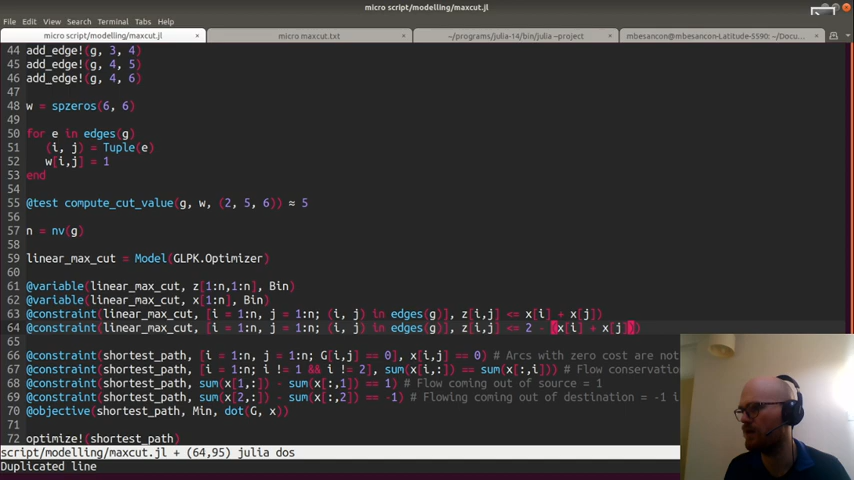 micro script/modelling/maxcut.jl
File Edit View Search Terminal Tabs Help
micro script/modelling/maxcut.jl × micro maxcut.txt × ~/programs/julia-14/bin/julia --project × mbesancon@mbesancon-Latitude-5590: ~/Docu... ×
44 add_edge!(g, 3, 4)
45 add_edge!(g, 4, 5)
46 add_edge!(g, 4, 6)
47
48 w = spzeros(6, 6)
49
50 for e in edges(g)
51 (i, j) = Tuple(e)
52 w[i,j] = 1
53 end
54
55 @test compute_cut_value(g, w, (2, 5, 6)) ≈ 5
56
57 n = nv(g)
58
59 linear_max_cut = Model(GLPK.Optimizer)
60
61 @variable(linear_max_cut, z[1:n,1:n], Bin)
62 @variable(linear_max_cut, x[1:n], Bin)
63 @constraint(linear_max_cut, [i = 1:n, j = 1:n; (i, j) in edges(g)], z[i,j] <= x[i] + x[j])
64 @constraint(linear_max_cut, [i = 1:n, j = 1:n; (i, j) in edges(g)], z[i,j] <= 2 - (x[i] + x[j]))
65
66 @constraint(shortest_path, [i = 1:n, j = 1:n; G[i,j] == 0], x[i,j] == 0) # Arcs with zero cost are not
67 @constraint(shortest_path, [i = 1:n; i != 1 && i != 2], sum(x[i,:]) == sum(x[:,i])) # Flow conserva
68 @constraint(shortest_path, sum(x[1,:]) - sum(x[:,1]) == 1) # Flow coming out of source = 1
69 @constraint(shortest_path, sum(x[2,:]) - sum(x[:,2]) == -1) # Flowing coming out of destination = -1 i
70 @objective(shortest_path, Min, dot(G, x))
71
72 optimize!(shortest_path)
script/modelling/maxcut.jl + (64,95) julia dos
Duplicated line